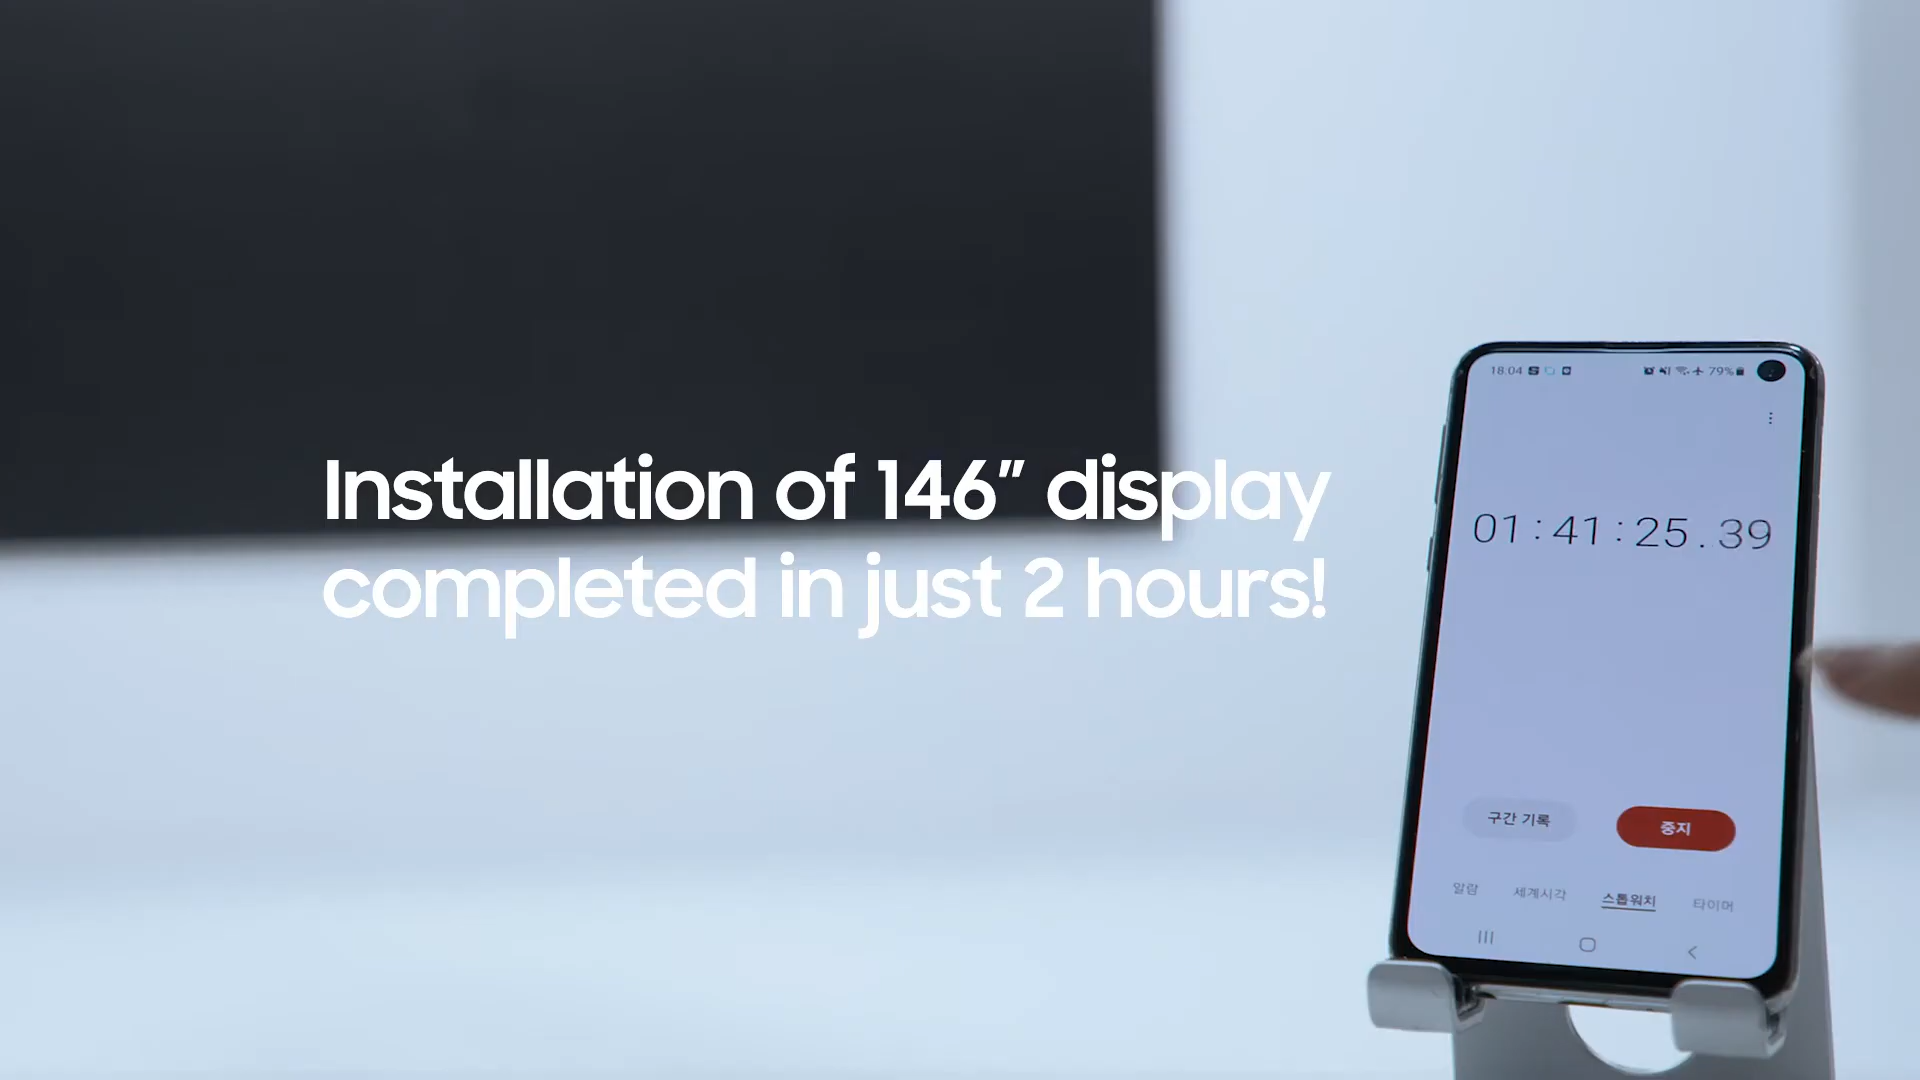 Installation of 146” display
completed in just 2 hours!
18:04 79%
01:41:25.39
구간 기록 중지
알람 세계시각 스톱워치 타이머